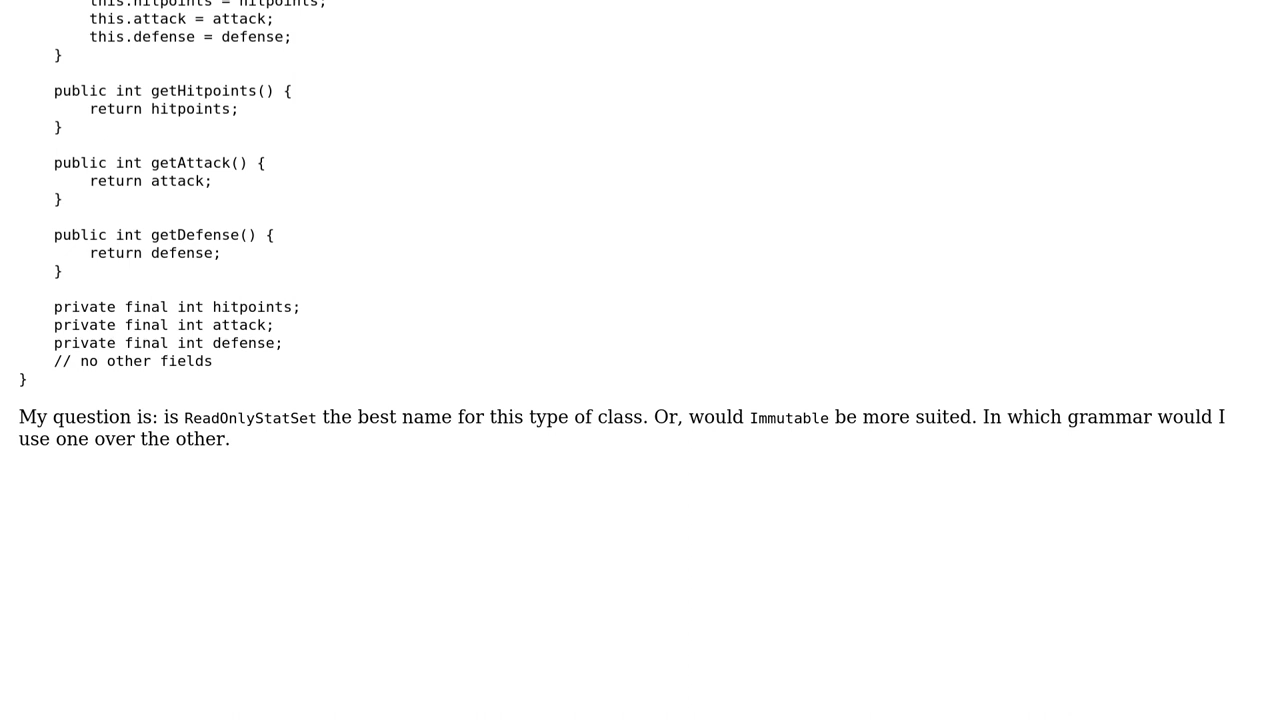 this.hitpoints = hitpoints;
this.attack = attack;
this.defense = defense;
}
public int getHitpoints() {
return hitpoints;
}
public int getAttack() {
return attack;
}
public int getDefense() {
return defense;
}
private final int hitpoints;
private final int attack;
private final int defense;
// no other fields
}
My question is: is ReadOnlyStatSet the best name for this type of class. Or, would Immutable be more suited. In which grammar would I
use one over the other.